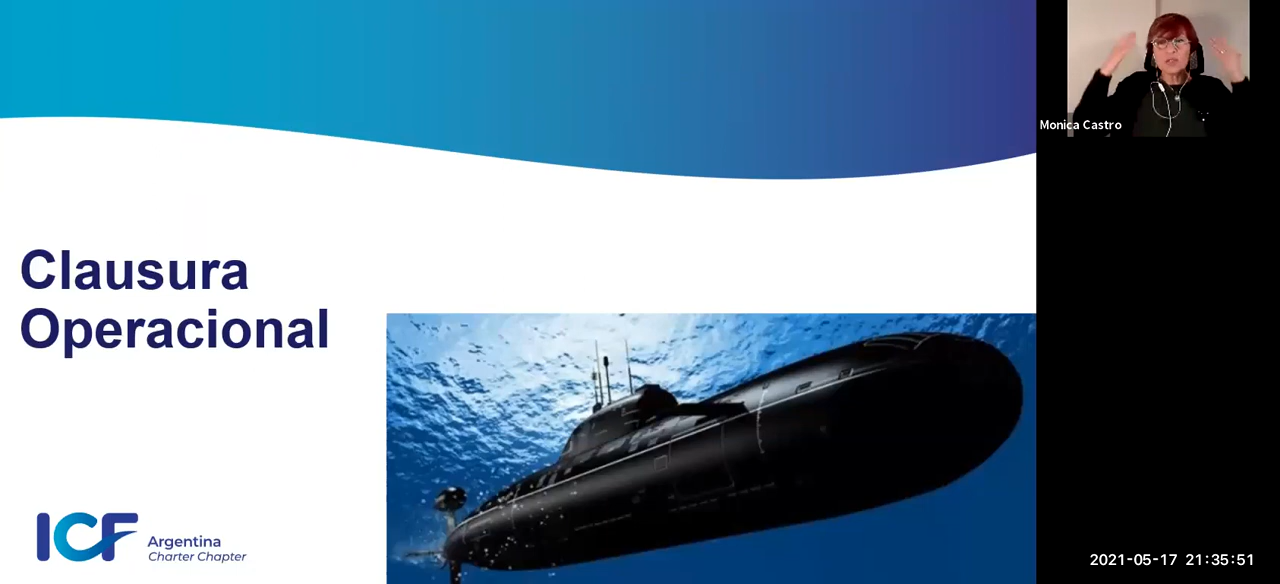 Monica Castro
Clausura
Operacional
ICF Argentina
Charter Chapter
2021-05-17 21:35:51